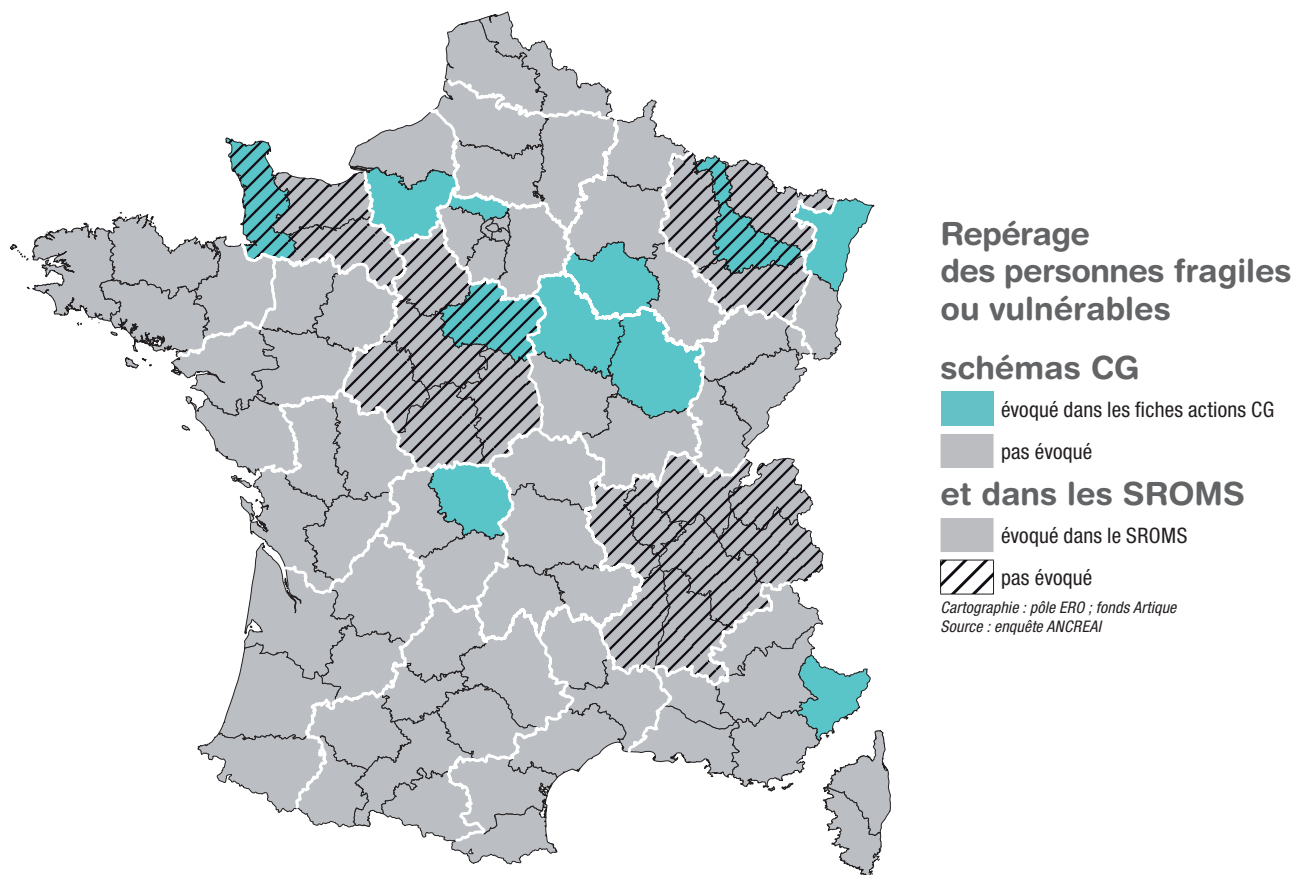 Repérage
des personnes fragiles
ou vulnérables
schémas CG
évoqué dans les fiches actions CG
pas évoqué
et dans les SROMS
évoqué dans le SROMS
pas évoqué
Cartographie : pôle ERO ; fonds Artique
Source : enquête ANCREAI